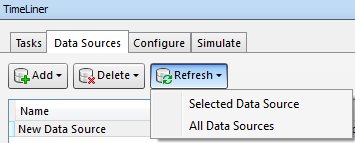 TimeLiner
Tasks Data Sources Configure Simulate
Add Delete Refresh
Selected Data Source
All Data Sources
Name
New Data Source